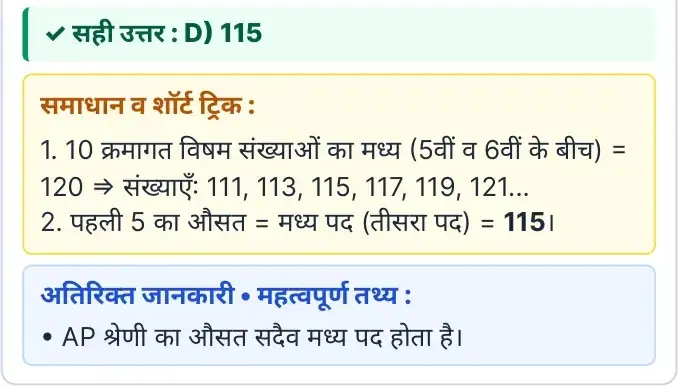 ✓ सही उत्तर : D) 115
समाधान व शॉर्ट ट्रिक :
1. 10 क्रमागत विषम संख्याओं का मध्य (5वीं व 6वीं के बीच) =
120 ⇒ संख्याएँ: 111, 113, 115, 117, 119, 121...
2. पहली 5 का औसत = मध्य पद (तीसरा पद) = 115।
अतिरिक्त जानकारी • महत्वपूर्ण तथ्य :
• AP श्रेणी का औसत सदैव मध्य पद होता है।